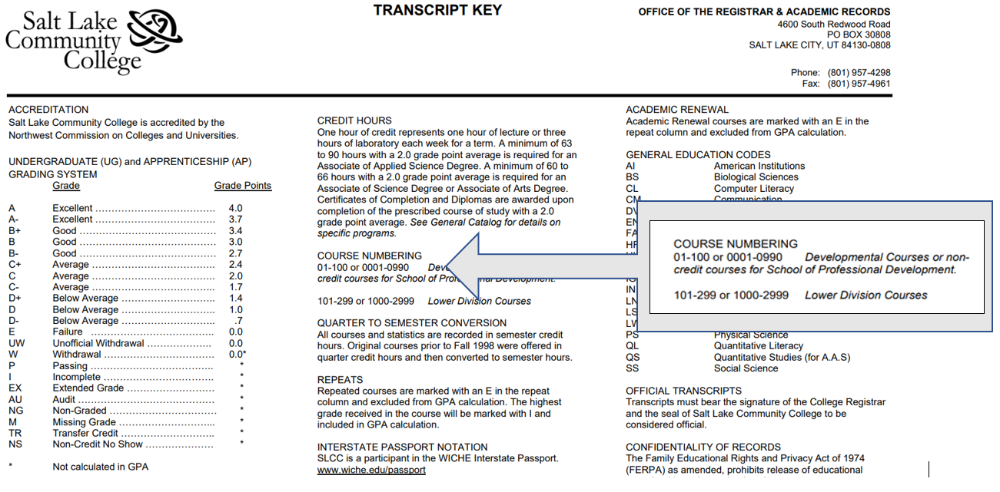 Salt Lake
Community
College
TRANSCRIPT KEY
OFFICE OF THE REGISTRAR & ACADEMIC RECORDS
4600 South Redwood Road
PO BOX 30808
SALT LAKE CITY, UT 84130-0808
Phone: (801) 957-4298
Fax: (801) 957-4961
ACCREDITATION
Salt Lake Community College is accredited by the
Northwest Commission on Colleges and Universities.
UNDERGRADUATE (UG) and APPRENTICESHIP (AP)
GRADING SYSTEM
Grade Grade Points
A Excellent ……………………………. 4.0
A- Excellent ……………………………. 3.7
B+ Good ………………………………… 3.4
B Good ………………………………… 3.0
B- Good ………………………………… 2.7
C+ Average ……………………………… 2.4
C Average ……………………………… 2.0
C- Average ……………………………… 1.7
D+ Below Average ……………………… 1.4
D Below Average ……………………… 1.0
D- Below Average ……………………… .7
E Failure ……………………………… 0.0
UW Unofficial Withdrawal ……………… 0.0
W Withdrawal ………………………… 0.0*
P Passing ……………………………… *
I Incomplete …………………………… *
EX Extended Grade …………………… *
AU Audit ………………………………… *
NG Non-Graded ………………………… *
M Missing Grade ……………………... *
TR Transfer Credit …………………….. *
NS Non-Credit No Show ……………… *
* Not calculated in GPA
CREDIT HOURS
One hour of credit represents one hour of lecture or three
hours of laboratory each week for a term. A minimum of 63
to 90 hours with a 2.0 grade point average is required for an
Associate of Applied Science Degree. A minimum of 60 to
66 hours with a 2.0 grade point average is required for an
Associate of Science Degree or Associate of Arts Degree.
Certificates of Completion and Diplomas are awarded upon
completion of the prescribed course of study with a 2.0
grade point average. See General Catalog for details on
specific programs.
COURSE NUMBERING
01-100 or 0001-0990
credit courses for School of
101-299 or 1000-2999 Lower Division Courses
QUARTER TO SEMESTER CONVERSION
All courses and statistics are recorded in semester credit
hours. Original courses prior to Fall 1998 were offered in
quarter credit hours and then converted to semester hours.
REPEATS
Repeated courses are marked with an E in the repeat
column and excluded from GPA calculation. The highest
grade received in the course will be marked with I and
included in GPA calculation.
INTERSTATE PASSPORT NOTATION
SLCC is a participant in the WICHE Interstate Passport.
www.wiche.edu/passport
ACADEMIC RENEWAL
Academic Renewal courses are marked with an E in the
repeat column and excluded from GPA calculation.
GENERAL EDUCATION CODES
AI American Institutions
BS Biological Sciences
CL Computer Literacy
CM Communication
EN
FA
IN
LN
LS
PS Physical Science
QL Quantitative Literacy
QS Quantitative Studies (for A.A.S)
SS Social Science
COURSE NUMBERING
01-100 or 0001-0990 Developmental Courses or non-
credit courses for School of Professional Development.
101-299 or 1000-2999 Lower Division Courses
OFFICIAL TRANSCRIPTS
Transcripts must bear the signature of the College Registrar
and the seal of Salt Lake Community College to be
considered official.
CONFIDENTIALITY OF RECORDS
The Family Educational Rights and Privacy Act of 1974
(FERPA) as amended, prohibits release of educational